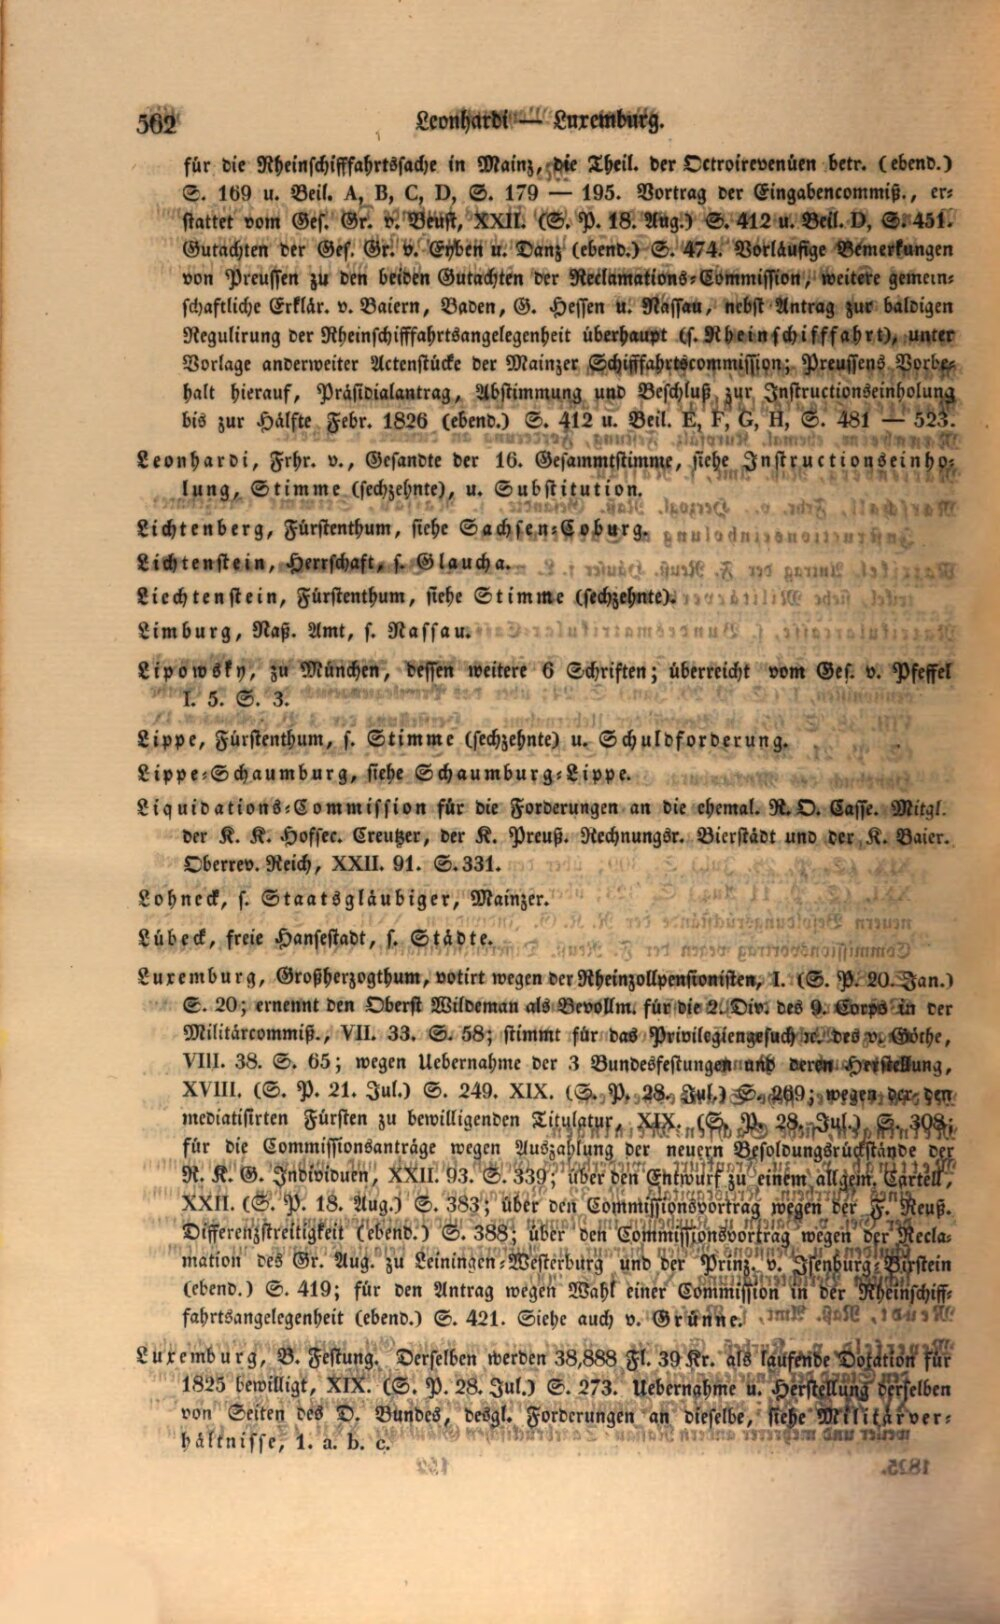 562 Leonhardi — Luxemburg.
für die Rheinschifffahrtssache in Mainz, die Theil. der Octroirevenüen betr. (ebend.)
S. 169 u. Beil. A, B, C, D, S. 179 — 195. Vortrag der Eingabencommiß., er-
stattet vom Ges. Gr. v. Beust, XXII. (S. P. 18. Aug.) S. 412 u. Beil. D, S. 451.
Gutachten der Ges. Gr. v. Eyben u. Danz (ebend.) S. 474. Vorläufige Bemerkungen
von Preussen zu den beiden Gutachten der Reclamations-Commission, weitere gemein-
schaftliche Erklär. v. Baiern, Baden, G. Hessen u. Nassau, nebst Antrag zur baldigen
Regulirung der Rheinschifffahrtsangelegenheit überhaupt (s. Rheinschifffahrt), unter
Vorlage anderweiter Actenstücke der Mainzer Schifffahrtscommission; Preussens Vorbe-
halt hierauf, Präsidialantrag, Abstimmung und Beschluß zur Instructionseinholung
bis zur Hälfte Febr. 1826 (ebend.) S. 412 u. Beil. E, F, G, H, S. 481 — 523.
Leonhardi, Frhr. v., Gesandte der 16. Gesammtstimme, siehe Instructionseinho-
lung, Stimme (sechzehnte), u. Substitution.
Lichtenberg, Fürstenthum, siehe Sachsen-Coburg.
Lichtenstein, Herrschaft, s. Glaucha.
Liechtenstein, Fürstenthum, siehe Stimme (sechzehnte).
Limburg, Naß. Amt, s. Nassau.
Lipowsky, zu München, dessen weitere 6 Schriften; überreicht vom Ges. v. Pfeffel
I. 5. S. 3.
Lippe, Fürstenthum, s. Stimme (sechzehnte) u. Schuldforderung.
Lippe-Schaumburg, siehe Schaumburg-Lippe.
Liquidations-Commission für die Forderungen an die ehemal. R. O. Casse. Mitgl.
der K. K. Hofsec. Creutzer, der K. Preuß. Rechnungsr. Bierstädt und der K. Baier.
Oberrev. Reich, XXII. 91. S. 331.
Lohneck, s. Staatsgläubiger, Mainzer.
Lübeck, freie Hansestadt, s. Städte.
Luxemburg, Großherzogthum, votirt wegen der Rheinzollpensionisten, I. (S. P. 20. Jan.)
S. 20; ernennt den Oberst Wildeman als Bevollm. für die 2. Div. des 9. Corps in der
Militärcommiß., VII. 33. S. 58; stimmt für das Privilegiengesuch ꝛc. des v. Göthe,
VIII. 38. S. 65; wegen Uebernahme der 3 Bundesfestungen und deren Herstellung,
XVIII. (S. P. 21. Jul.) S. 249. XIX. (S. P. 28. Jul.) S. 269; wegen der den
mediatisirten Fürsten zu bewilligenden Titulatur, XIX. (S. P. 28. Jul.) S. 308;
für die Commissionsanträge wegen Auszahlung der neuern Besoldungsrückstände der
R. K. G. Individuen, XXII. 93. S. 339; über den Entwurf zu einem allgem. Cartell,
XXII. (S. P. 18. Aug.) S. 383; über den Commissionsvortrag wegen der F. Reuß.
Differenzstreitigkeit (ebend.) S. 388; über den Commissionsvortrag wegen der Recla-
mation des Gr. Aug. zu Leiningen-Westerburg und der Prinz. v. Isenburg-Birstein
(ebend.) S. 419; für den Antrag wegen Wahl einer Commission in der Rheinschiff-
fahrtsangelegenheit (ebend.) S. 421. Siehe auch v. Grünne.
Luxemburg, B. Festung. Derselben werden 38,888 Fl. 39 Kr. als laufende Dotation für
1825 bewilligt, XIX. (S. P. 28. Jul.) S. 273. Uebernahme u. Herstellung derselben
von Seiten des D. Bundes, desgl. Forderungen an dieselbe, siehe Militärver-
hältnisse, 1. a. b. c.